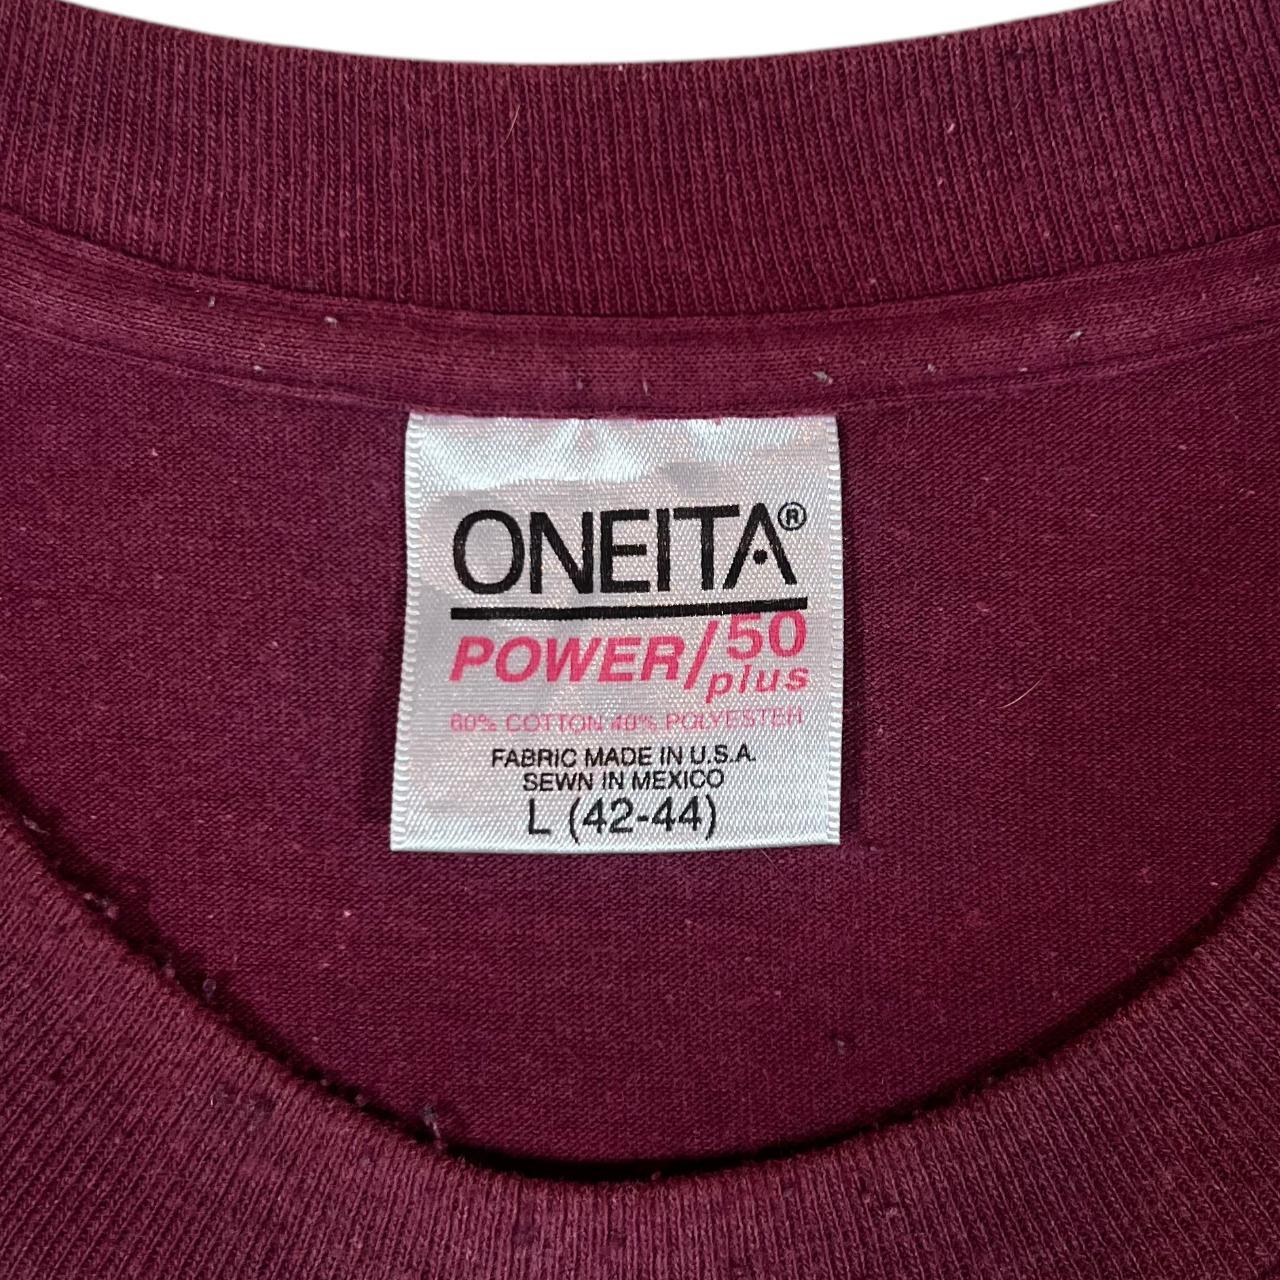 ONEITA®
POWER/50
plus
60% COTTON 40% POLYESTER
FABRIC MADE IN U.S.A.
SEWN IN MEXICO
L (42-44)